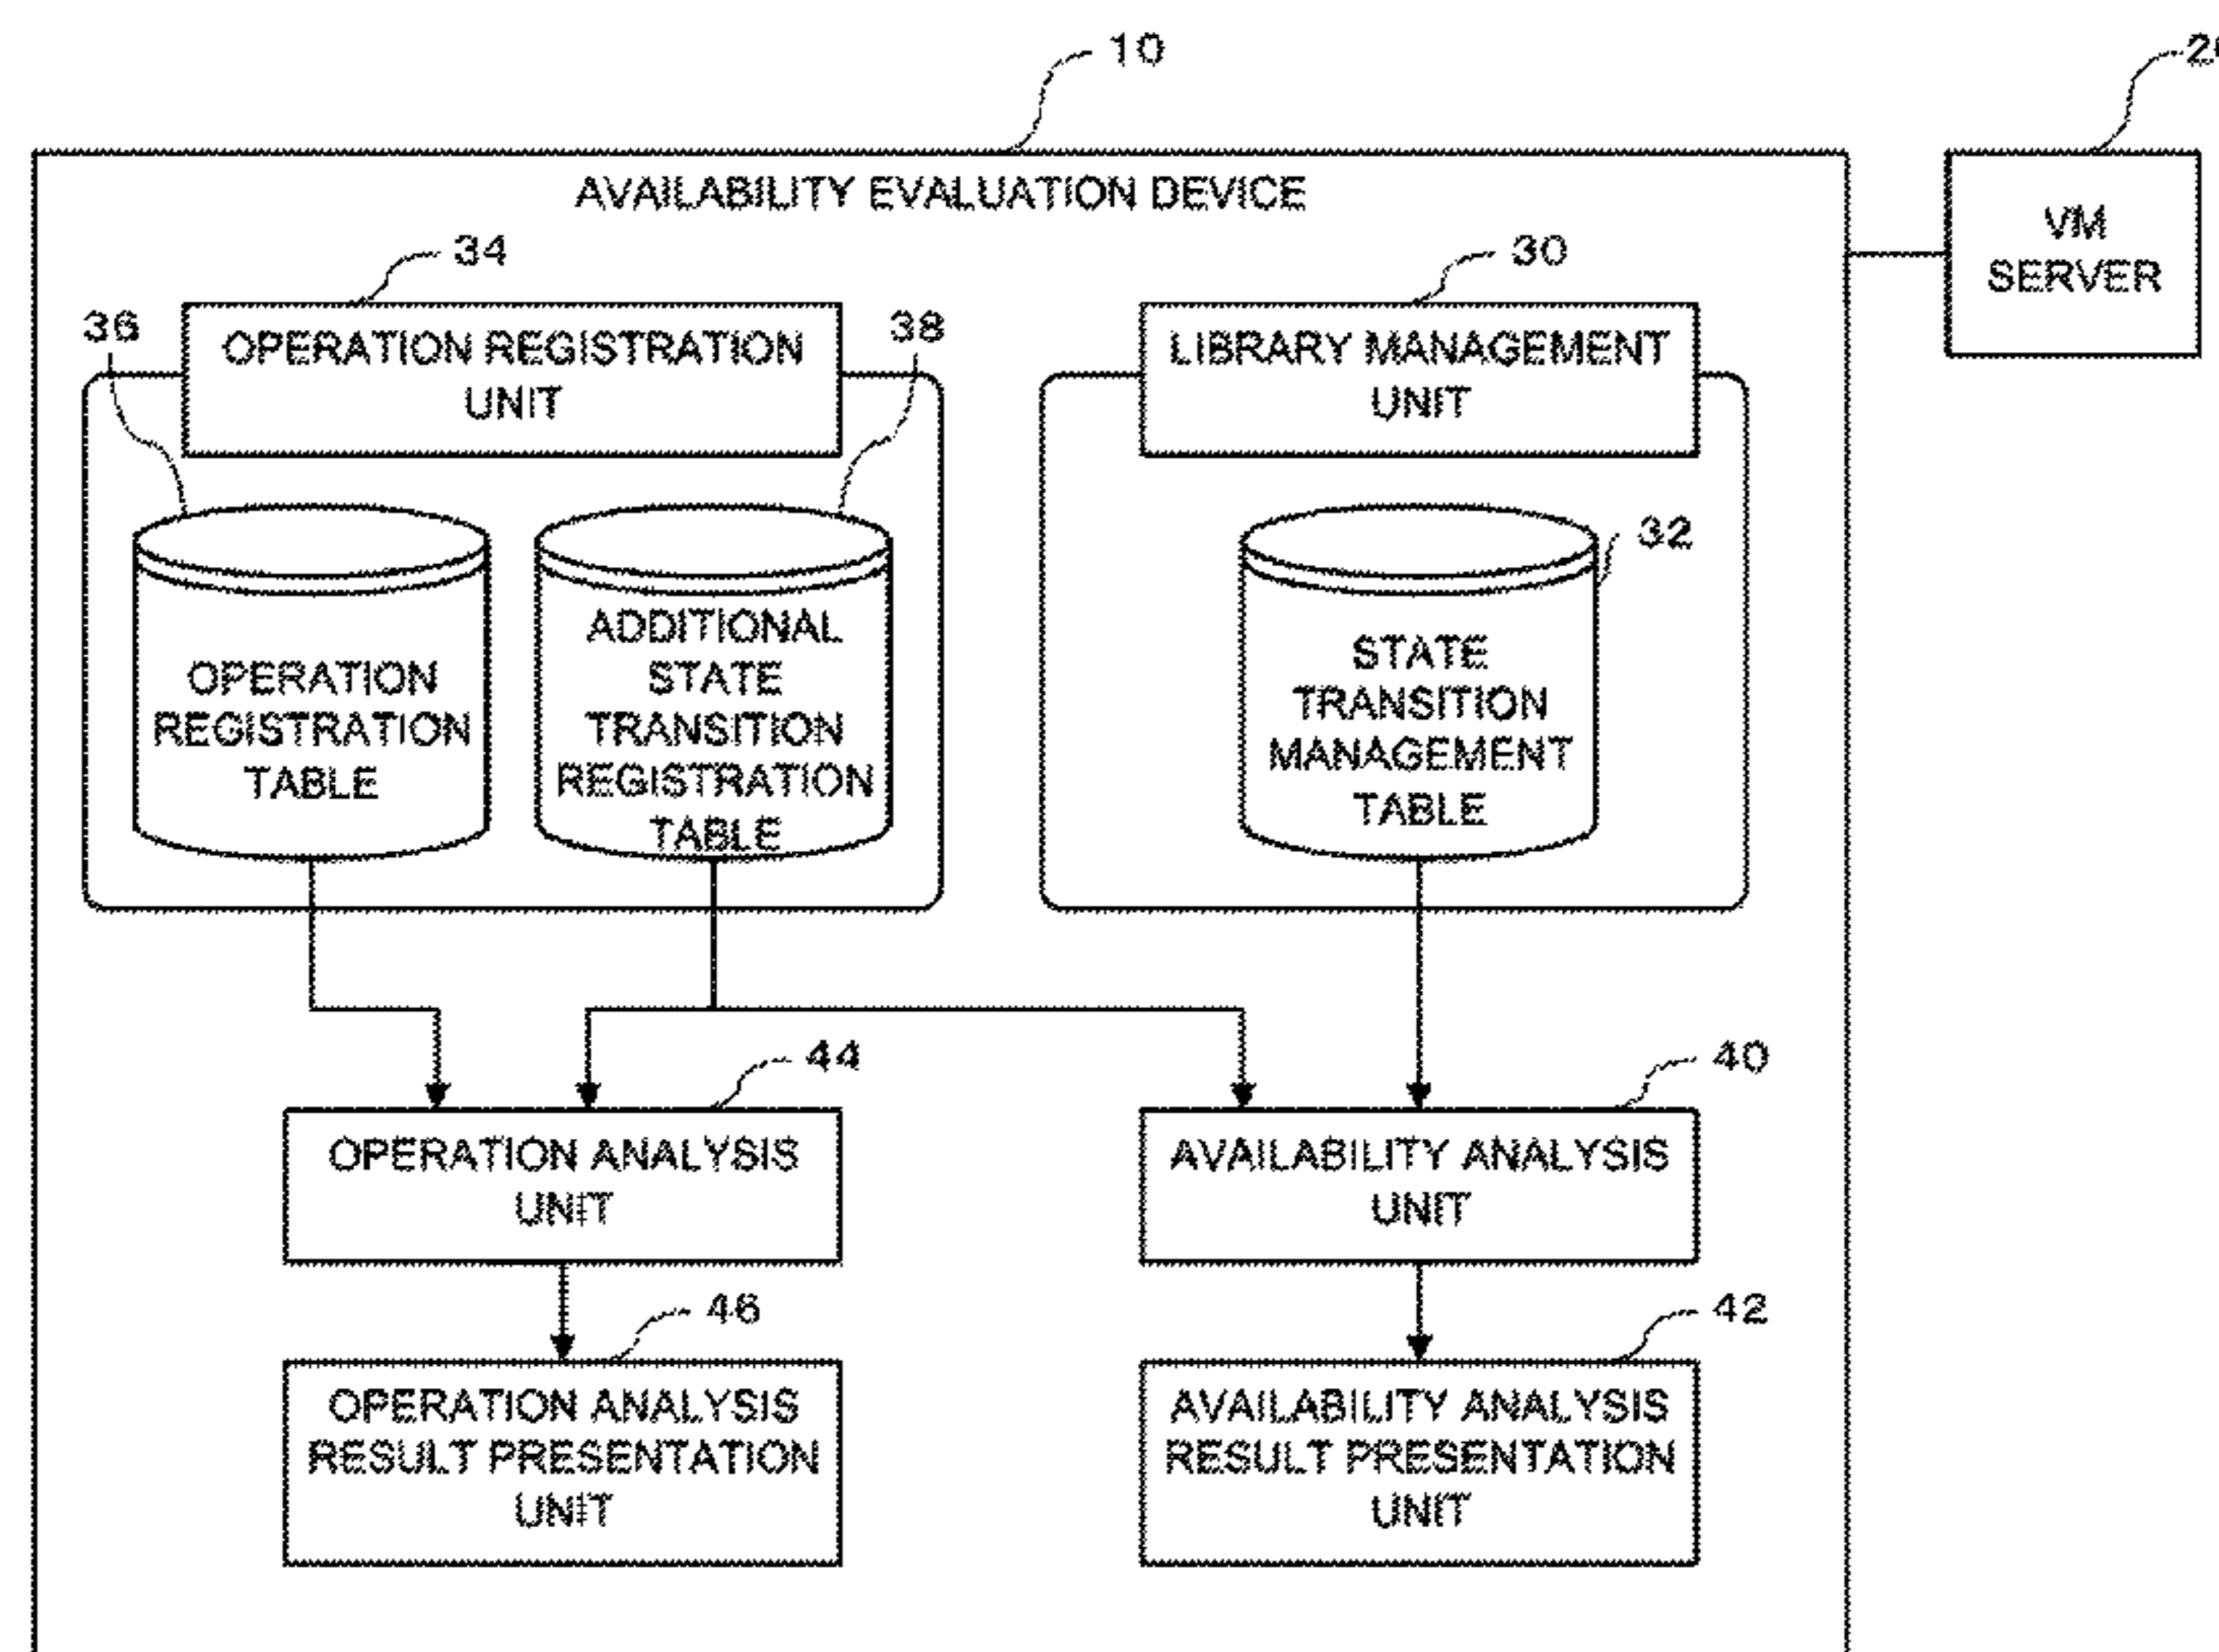 10
AVAILABILITY EVALUATION DEVICE
VM
SERVER
34
30
36
38
OPERATION REGISTRATION
UNIT
LIBRARY MANAGEMENT
UNIT
32
OPERATION
REGISTRATION
TABLE
ADDITIONAL
STATE
TRANSITION
REGISTRATION
TABLE
STATE
TRANSITION
MANAGEMENT
TABLE
44
40
OPERATION ANALYSIS
UNIT
AVAILABILITY ANALYSIS
UNIT
46
42
OPERATION ANALYSIS
RESULT PRESENTATION
UNIT
AVAILABILITY ANALYSIS
RESULT PRESENTATION
UNIT